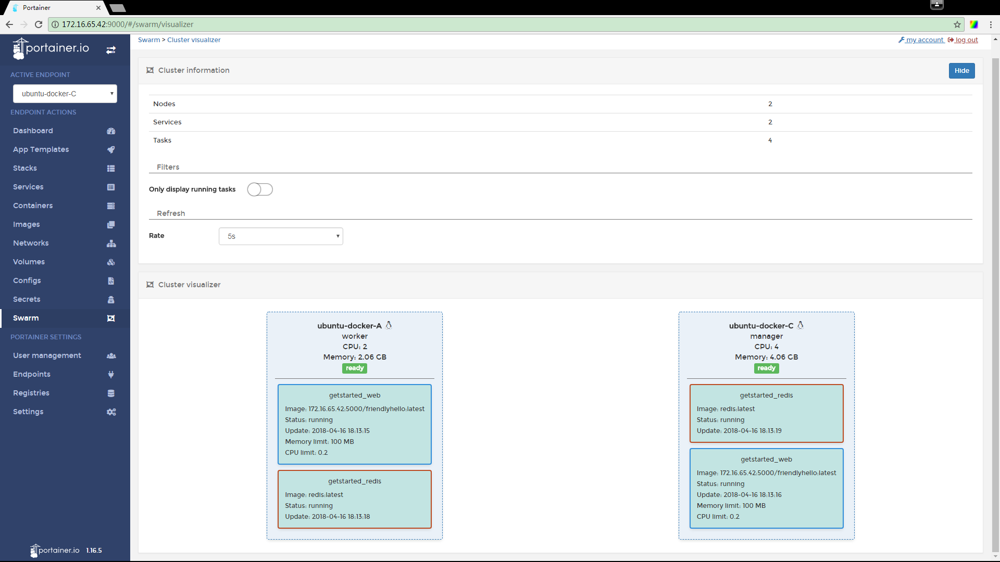 Portainer
172.16.65.42:9000/#/swarm/visualizer
portainer.io
ACTIVE ENDPOINT
ubuntu-docker-C
ENDPOINT ACTIONS
Dashboard
App Templates
Stacks
Services
Containers
Images
Networks
Volumes
Configs
Secrets
Swarm
PORTAINER SETTINGS
User management
Endpoints
Registries
Settings
portainer.io 1.16.5
Swarm > Cluster visualizer
my account log out
Cluster information
Hide
Nodes 2
Services 2
Tasks 4
Filters
Only display running tasks
Refresh
Rate 5s
Cluster visualizer
ubuntu-docker-A
worker
CPU: 2
Memory: 2.06 GB
ready
getstarted_web
Image: 172.16.65.42:5000/friendlyhello:latest
Status: running
Update: 2018-04-16 18:13:15
Memory limit: 100 MB
CPU limit: 0.2
getstarted_redis
Image: redis:latest
Status: running
Update: 2018-04-16 18:13:18
ubuntu-docker-C
manager
CPU: 4
Memory: 4.06 GB
ready
getstarted_redis
Image: redis:latest
Status: running
Update: 2018-04-16 18:13:19
getstarted_web
Image: 172.16.65.42:5000/friendlyhello:latest
Status: running
Update: 2018-04-16 18:13:16
Memory limit: 100 MB
CPU limit: 0.2